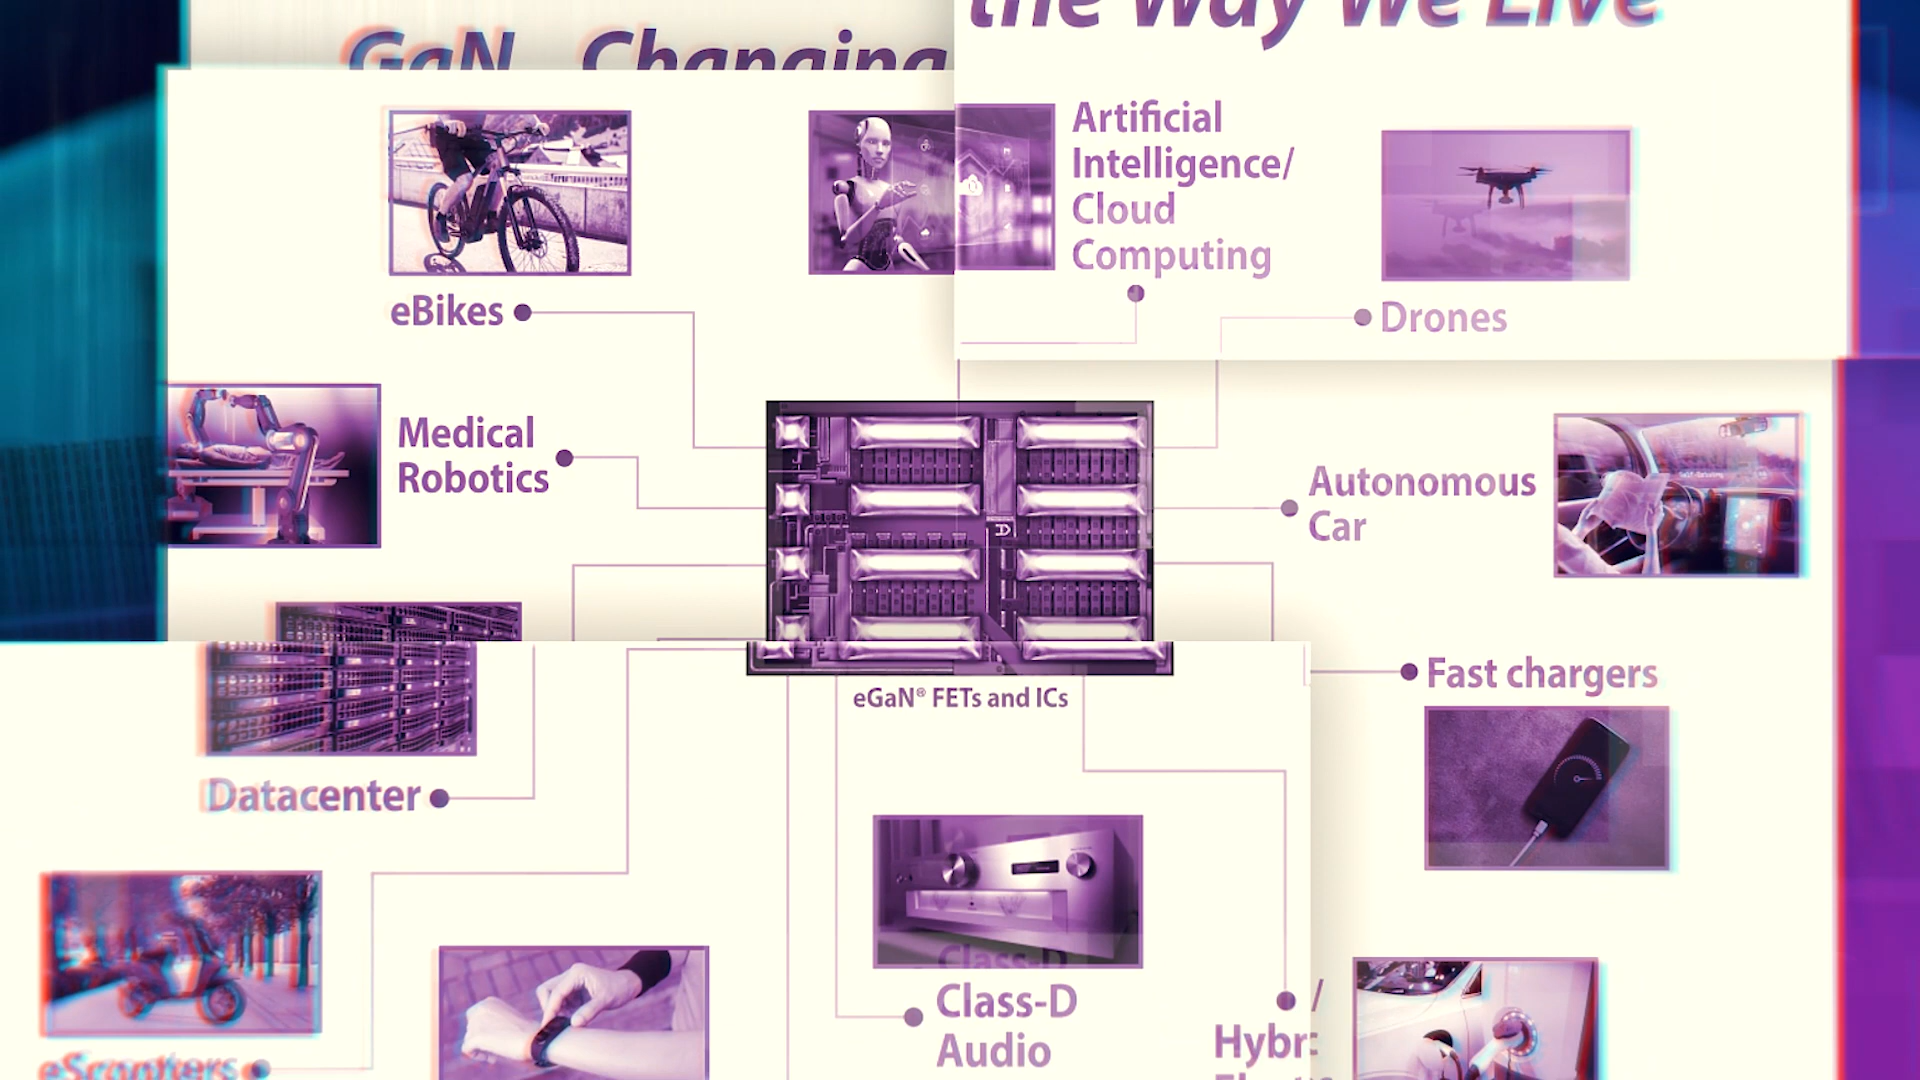 the Way We Live
GaN Changing
Artificial
Intelligence/
Cloud
Computing
eBikes
Drones
Medical
Robotics
Autonomous
Car
Fast chargers
eGaN® FETs and ICs
Datacenter
Class-D
Class-D
Audio
/
eScooters